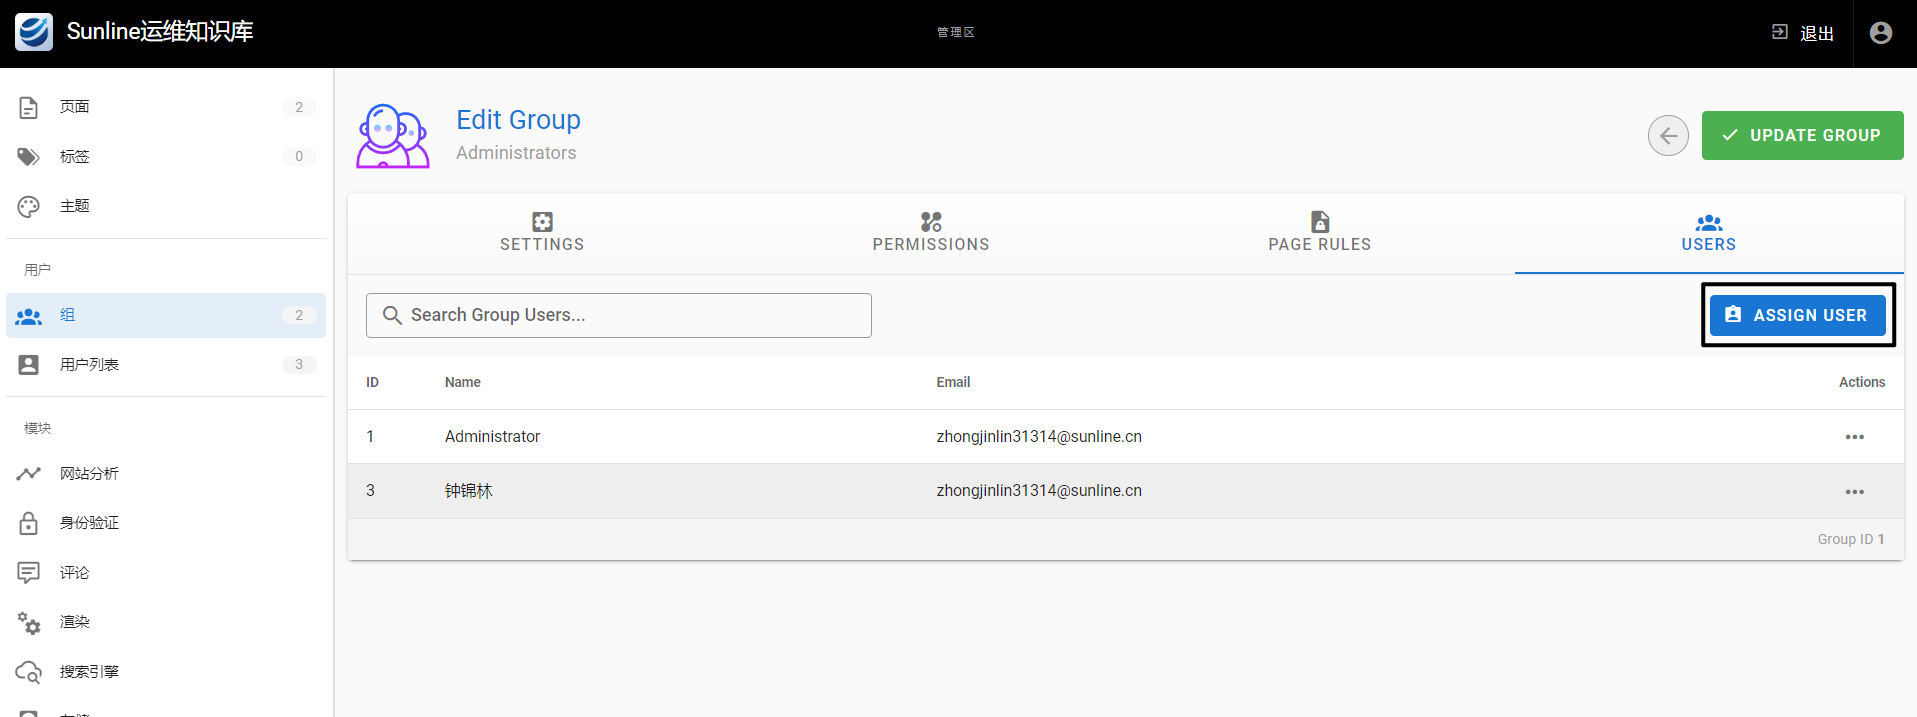 Sunline运维知识库
管理区
退出
页面 2
标签 0
主题
用户
组 2
用户列表 3
模块
网站分析
身份验证
评论
渲染
搜索引擎
Edit Group
Administrators
UPDATE GROUP
SETTINGS
PERMISSIONS
PAGE RULES
USERS
Search Group Users...
ASSIGN USER
ID Name Email Actions
1 Administrator zhongjinlin31314@sunline.cn
3 钟锦林 zhongjinlin31314@sunline.cn
Group ID 1